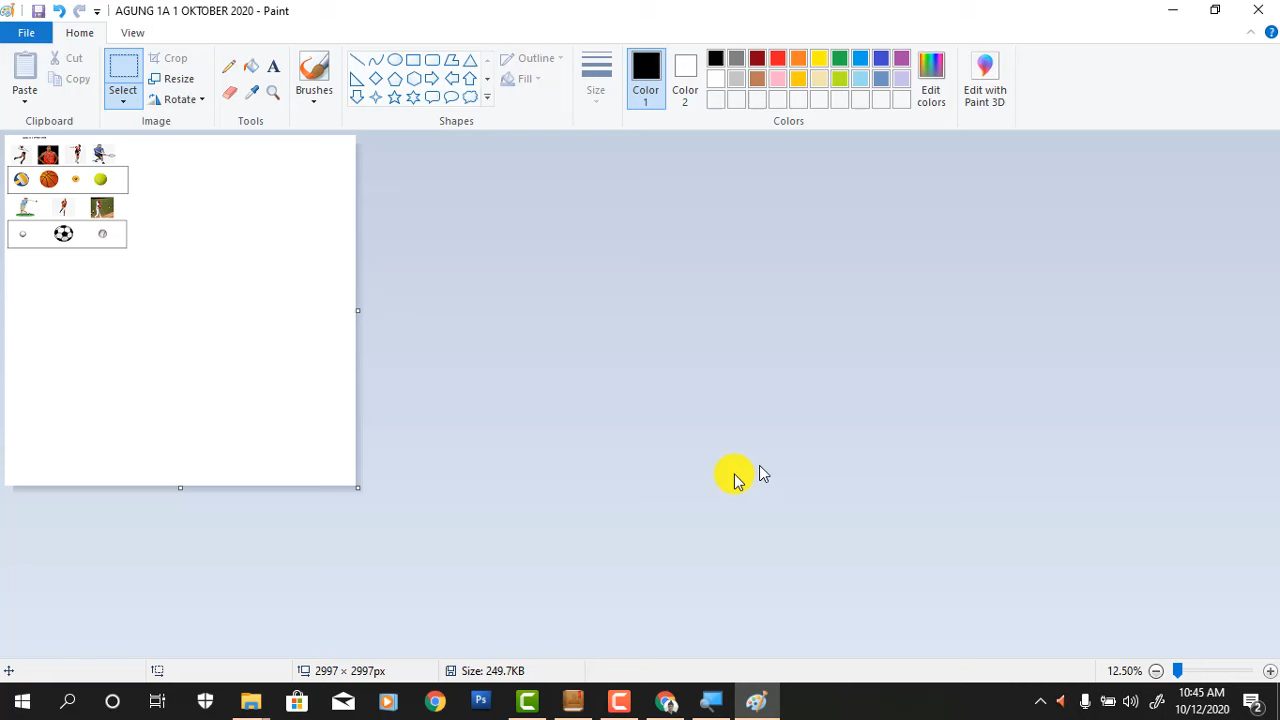 AGUNG 1A 1 OKTOBER 2020 - Paint
File
Home
View
Paste
Cut
Copy
Clipboard
Select
Crop
Resize
Rotate
Image
A
Tools
Brushes
Outline
Fill
Shapes
Size
Color 1
Color 2
Edit colors
Colors
Edit with Paint 3D
2997 × 2997px
Size: 249.7KB
12.50%
Ps
10:45 AM
10/12/2020
2